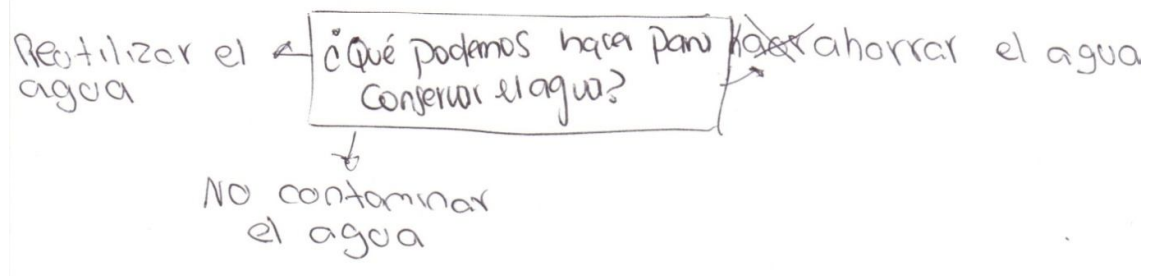 Reutilizar el
agua
¿Qué podemos hacer para
conservar el agua?
ahorrar el agua
No contaminar
el agua